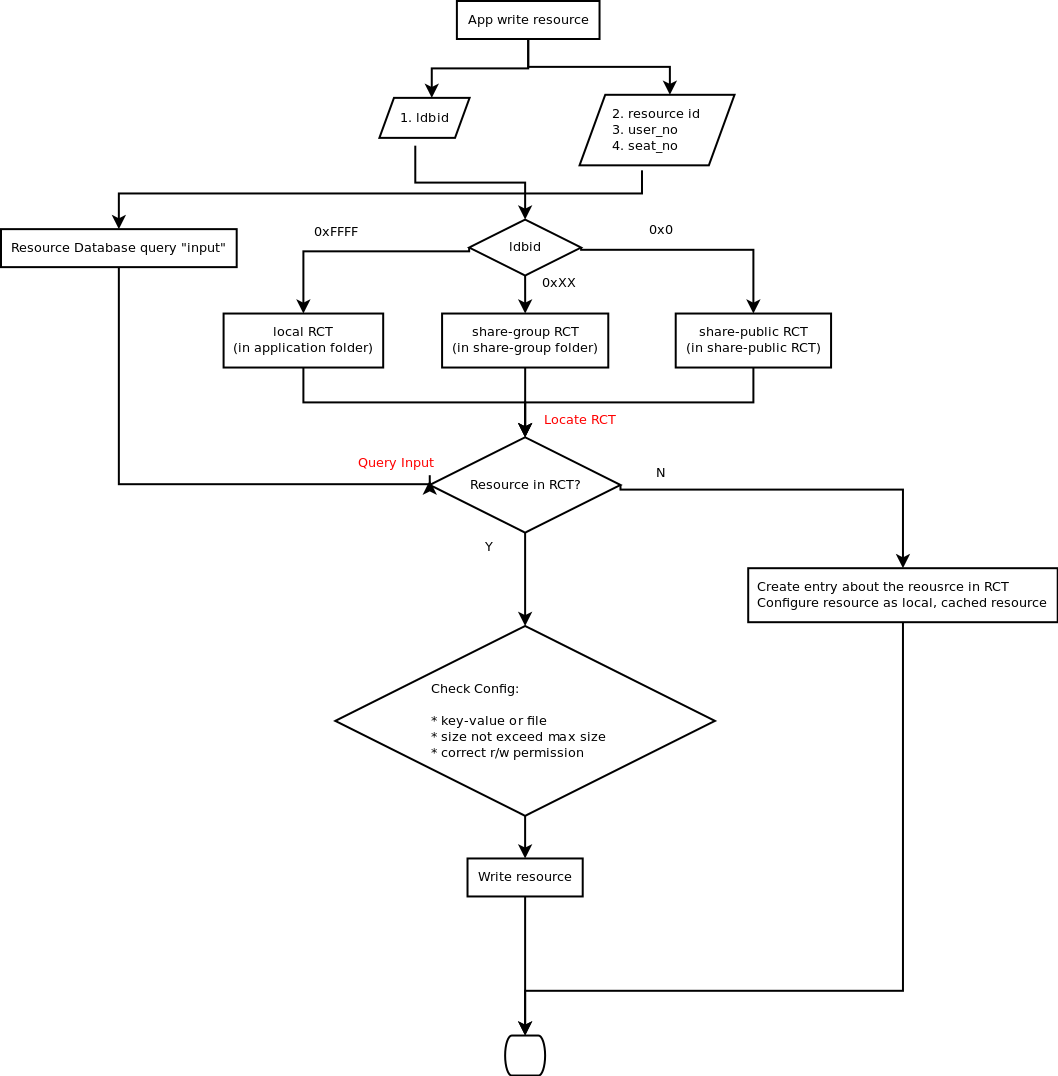 App write resource
1. ldbid
2. resource id
3. user_no
4. seat_no
Resource Database query "input"
0xFFFF
ldbid
0x0
0xXX
local RCT
(in application folder)
share-group RCT
(in share-group folder)
share-public RCT
(in share-public RCT)
Locate RCT
Query Input
Resource in RCT?
N
Y
Create entry about the reousrce in RCT
Configure resource as local, cached resource
Check Config:
* key-value or file
* size not exceed max size
* correct r/w permission
Write resource